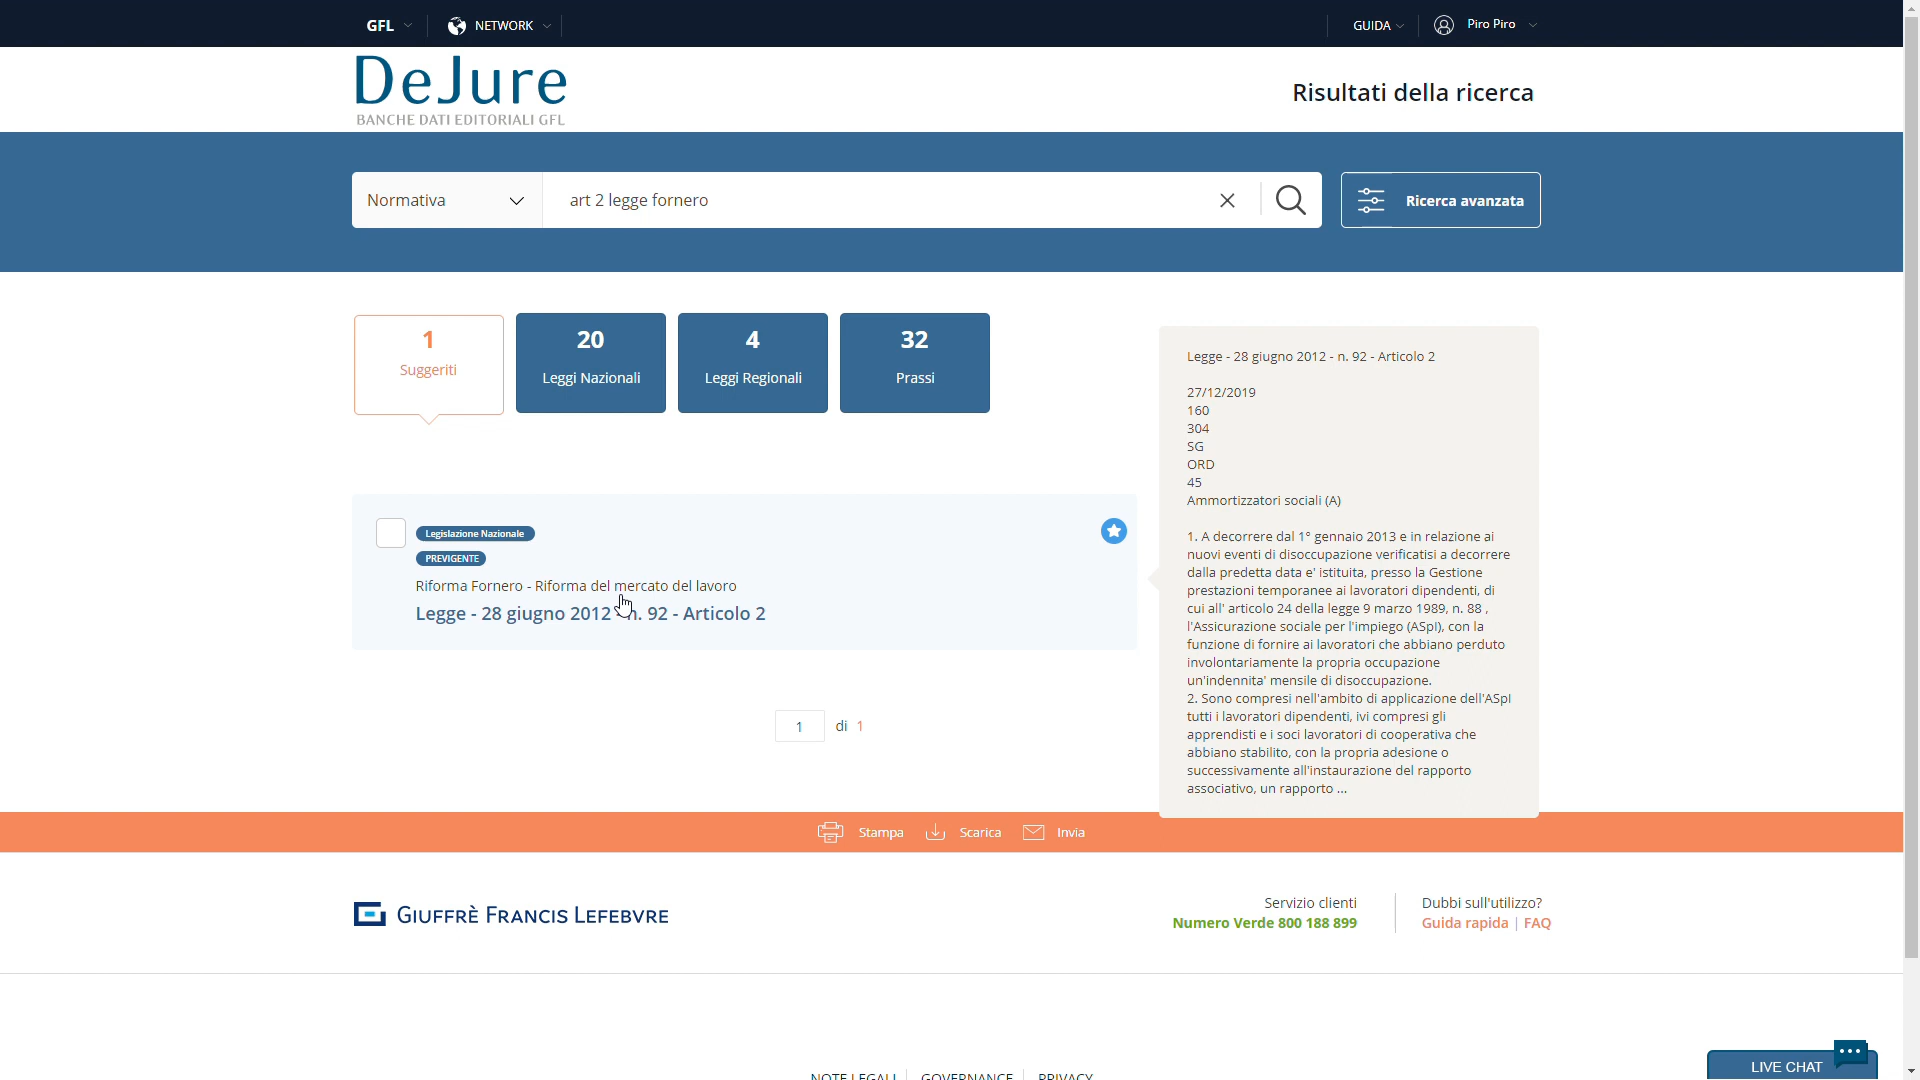 GFL NETWORK GUIDA Piro Piro
DeJure
BANCHE DATI EDITORIALI GFL
Risultati della ricerca
Normativa art 2 legge fornero Ricerca avanzata
1 Suggeriti
20 Leggi Nazionali
4 Leggi Regionali
32 Prassi
Legislazione Nazionale
PREVIGENTE
Riforma Fornero - Riforma del mercato del lavoro
Legge - 28 giugno 2012 - n. 92 - Articolo 2
1 di 1
Legge - 28 giugno 2012 - n. 92 - Articolo 2
27/12/2019
160
304
SG
ORD
45
Ammortizzatori sociali (A)
1. A decorrere dal 1° gennaio 2013 e in relazione ai
nuovi eventi di disoccupazione verificatisi a decorrere
dalla predetta data e' istituita, presso la Gestione
prestazioni temporanee ai lavoratori dipendenti, di
cui all' articolo 24 della legge 9 marzo 1989, n. 88 ,
l'Assicurazione sociale per l'impiego (ASpI), con la
funzione di fornire ai lavoratori che abbiano perduto
involontariamente la propria occupazione
un'indennita' mensile di disoccupazione.
2. Sono compresi nell'ambito di applicazione dell'ASpI
tutti i lavoratori dipendenti, ivi compresi gli
apprendisti e i soci lavoratori di cooperativa che
abbiano stabilito, con la propria adesione o
successivamente all'instaurazione del rapporto
associativo, un rapporto ...
Stampa Scarica Invia
GIUFFRÈ FRANCIS LEFEBVRE
Servizio clienti
Numero Verde 800 188 899
Dubbi sull'utilizzo?
Guida rapida | FAQ
NOTE LEGALI GOVERNANCE PRIVACY
LIVE CHAT